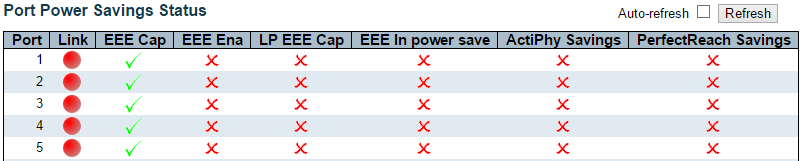 Port Power Savings Status
Auto-refresh Refresh
Port Link EEE Cap EEE Ena LP EEE Cap EEE In power save ActiPhy Savings PerfectReach Savings
1
2
3
4
5